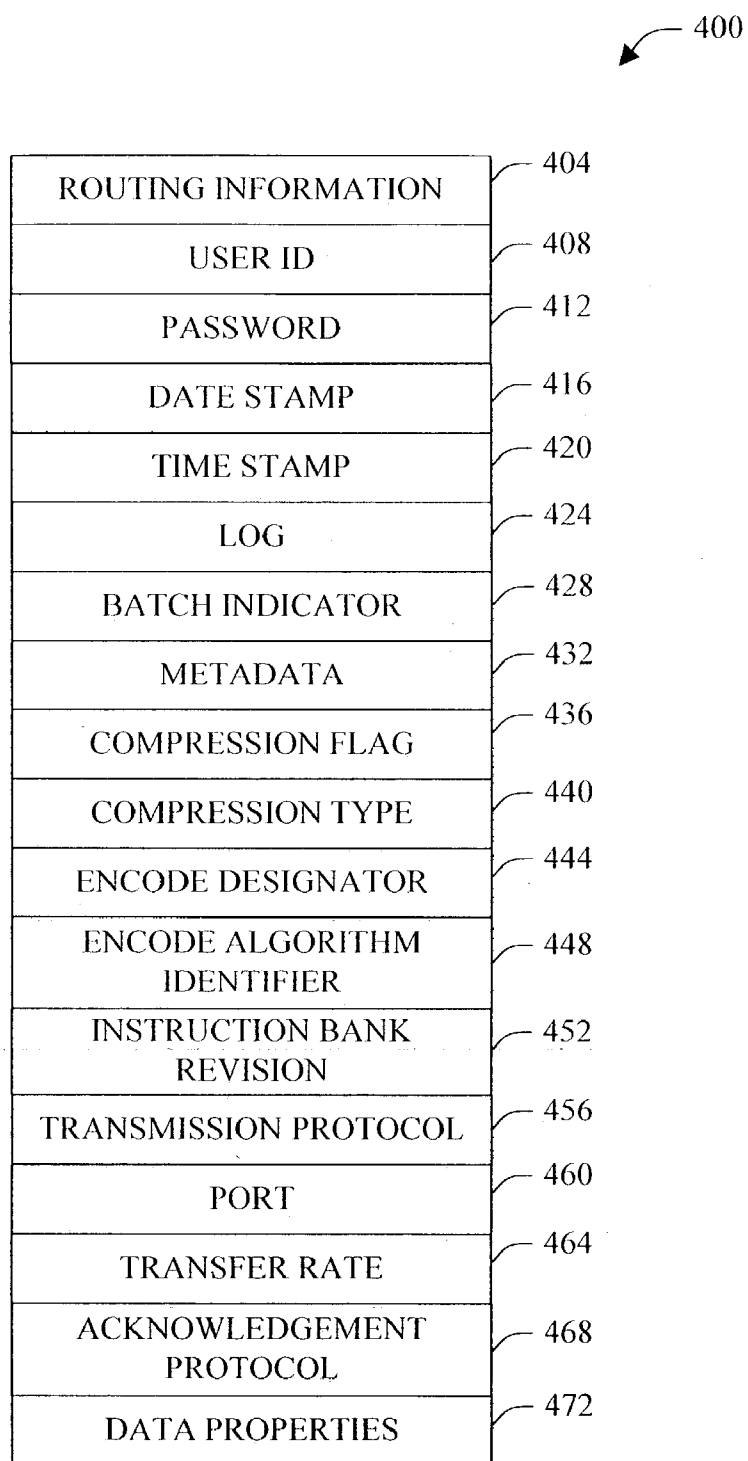 400
ROUTING INFORMATION 404
USER ID 408
PASSWORD 412
DATE STAMP 416
TIME STAMP 420
LOG 424
BATCH INDICATOR 428
METADATA 432
COMPRESSION FLAG 436
COMPRESSION TYPE 440
ENCODE DESIGNATOR 444
ENCODE ALGORITHM
IDENTIFIER 448
INSTRUCTION BANK
REVISION 452
TRANSMISSION PROTOCOL 456
PORT 460
TRANSFER RATE 464
ACKNOWLEDGEMENT
PROTOCOL 468
DATA PROPERTIES 472